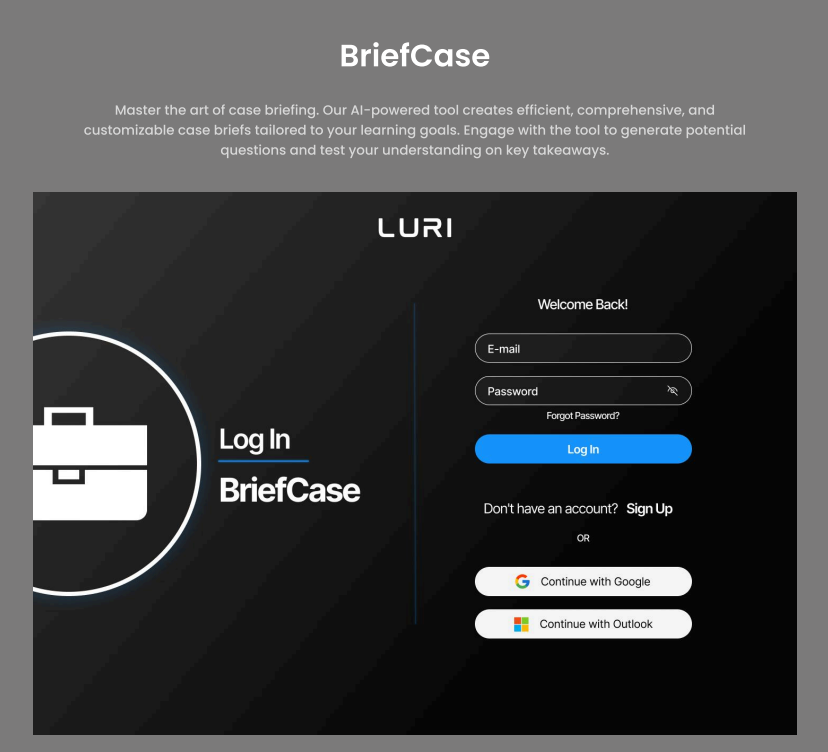 BriefCase
Master the art of case briefing. Our AI-powered tool creates efficient, comprehensive, and
customizable case briefs tailored to your learning goals. Engage with the tool to generate potential
questions and test your understanding on key takeaways.
LURI
Log In
BriefCase
Welcome Back!
E-mail
Password
Forgot Password?
Log In
Don't have an account? Sign Up
OR
Continue with Google
Continue with Outlook